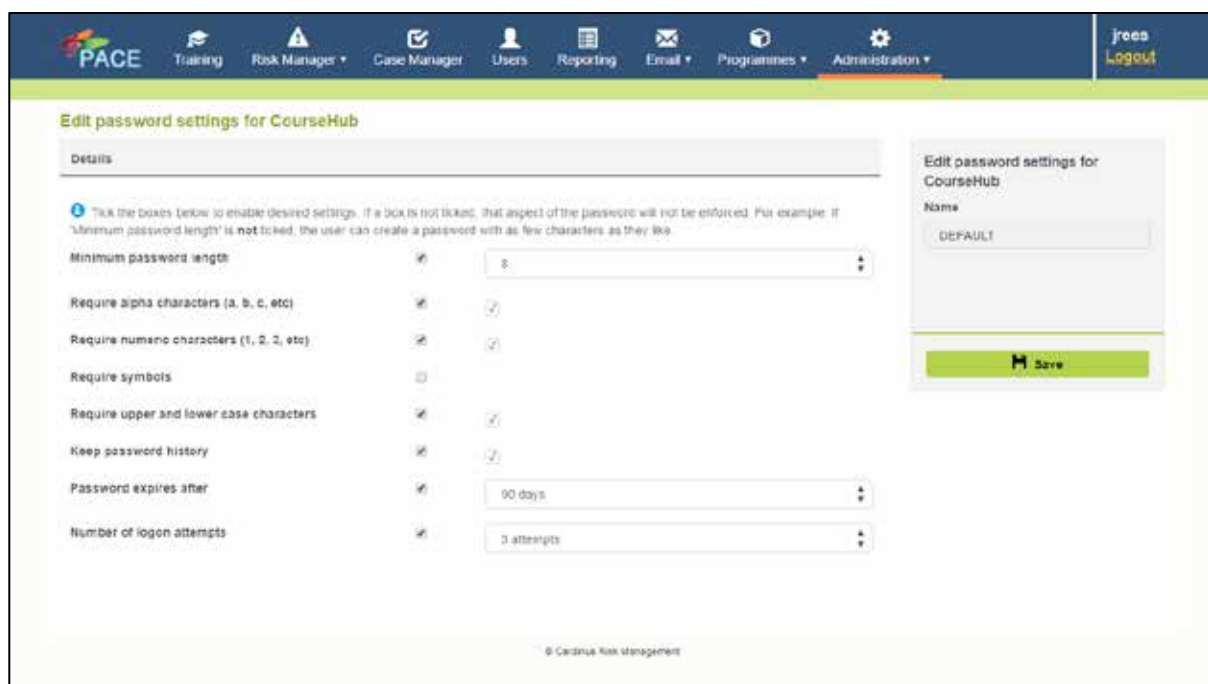 PACE
Training
Risk Manager
Case Manager
Users
Reporting
Email
Programmes
Administration
jrees
Logout
Edit password settings for CourseHub
Details
Tick the boxes below to enable desired settings. If a box is not ticked, that aspect of the password will not be enforced. For example, if
'Minimum password length' is not ticked, the user can create a password with as few characters as they like.
Minimum password length
8
Require alpha characters (a, b, c, etc)
Require numeric characters (1, 2, 3, etc)
Require symbols
Require upper and lower case characters
Keep password history
Password expires after
90 days
Number of logon attempts
3 attempts
Edit password settings for
CourseHub
Name
DEFAULT
Save
© Cardinus Risk Management